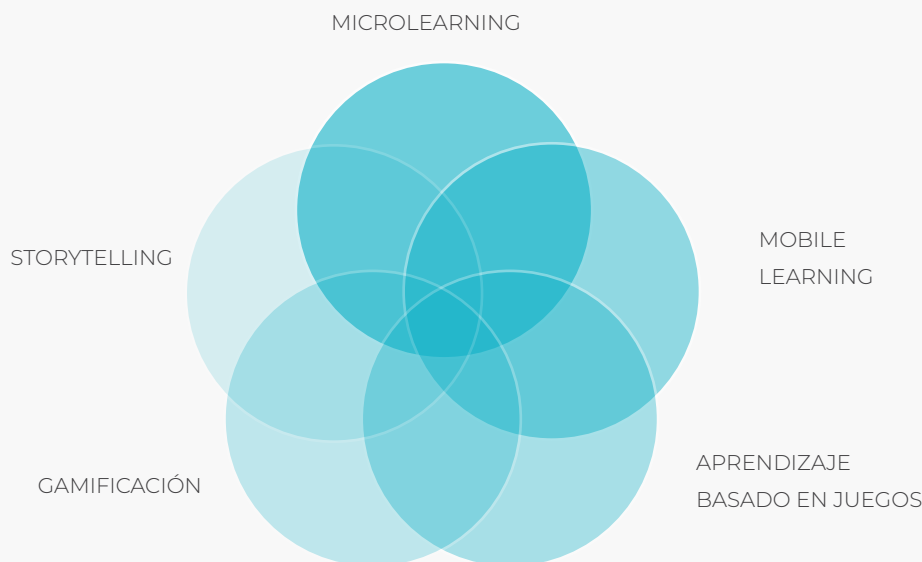 MICROLEARNING
STORYTELLING
MOBILE
LEARNING
APRENDIZAJE
BASADO EN JUEGOS
GAMIFICACIÓN